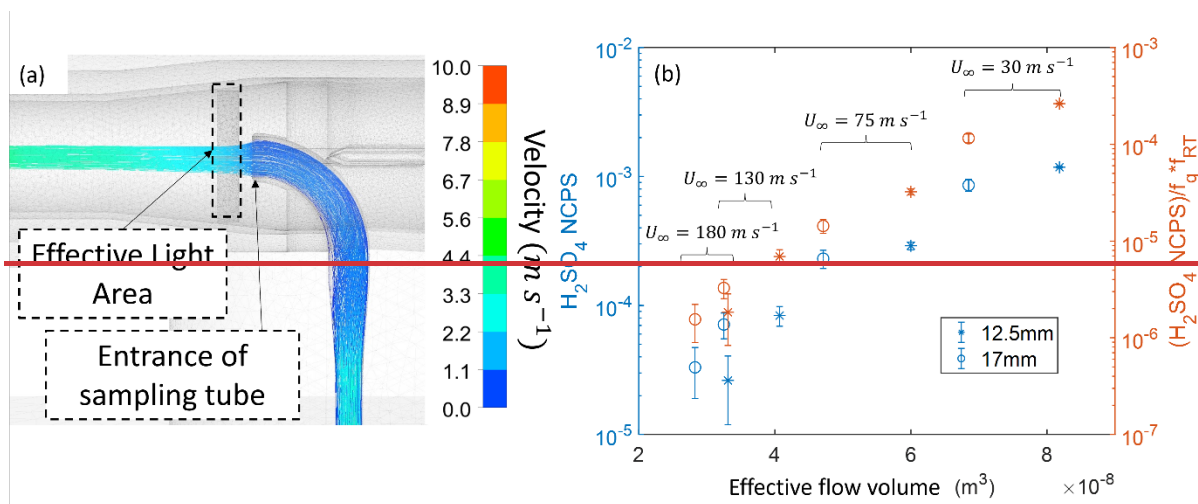 (a)
Effective Light
Area
Entrance of
sampling tube
10.0
8.9
7.8
6.7
5.6
4.4
3.3
2.2
1.1
0.0
Velocity (m s⁻¹)
(b)
H₂SO₄ NCPS
10⁻²
10⁻³
10⁻⁴
10⁻⁵
U∞ = 180 m s⁻¹
U∞ = 130 m s⁻¹
U∞ = 75 m s⁻¹
U∞ = 30 m s⁻¹
12.5mm
17mm
10⁻³
10⁻⁴
10⁻⁵
10⁻⁶
10⁻⁷
(H₂SO₄ NCPS)/f_q*f_RT
2 4 6 8
×10⁻⁸
Effective flow volume (m³)